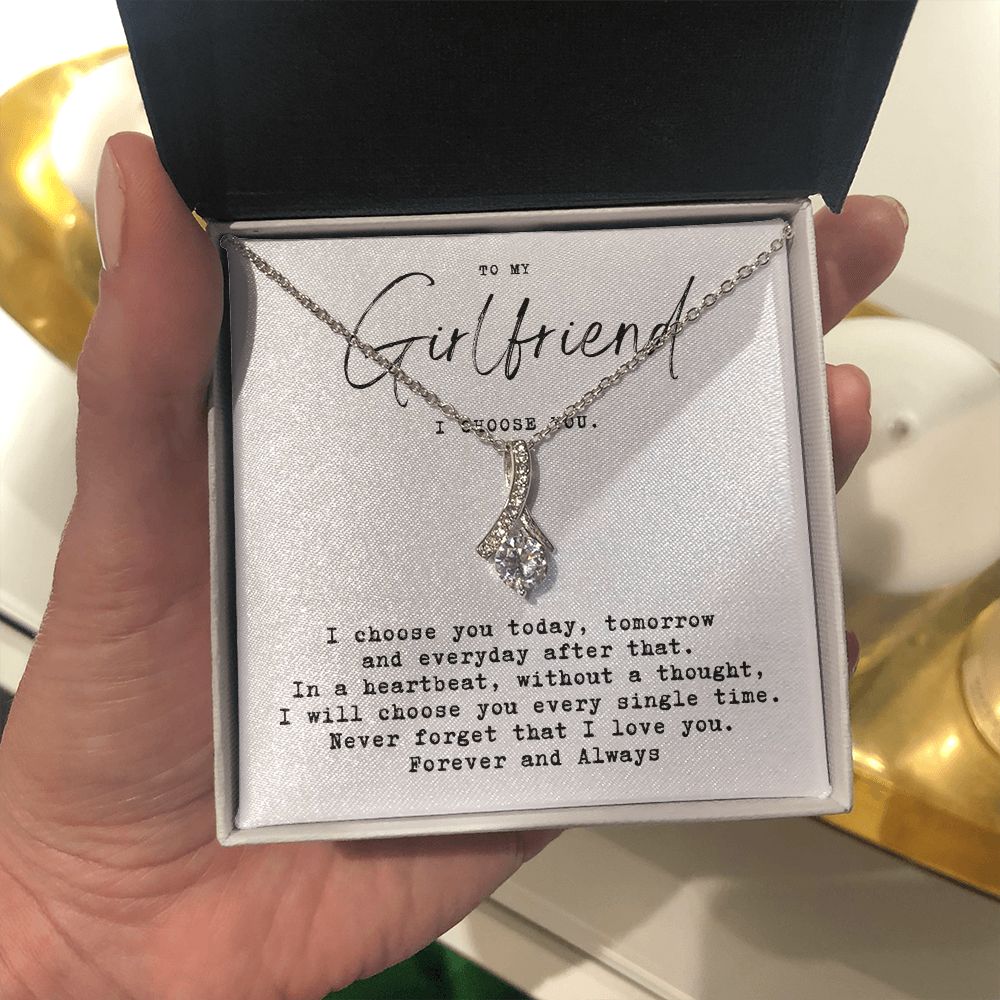 TO MY
Girlfriend
I CHOOSE YOU.
I choose you today, tomorrow
and everyday after that.
In a heartbeat, without a thought,
I will choose you every single time.
Never forget that I love you.
Forever and Always